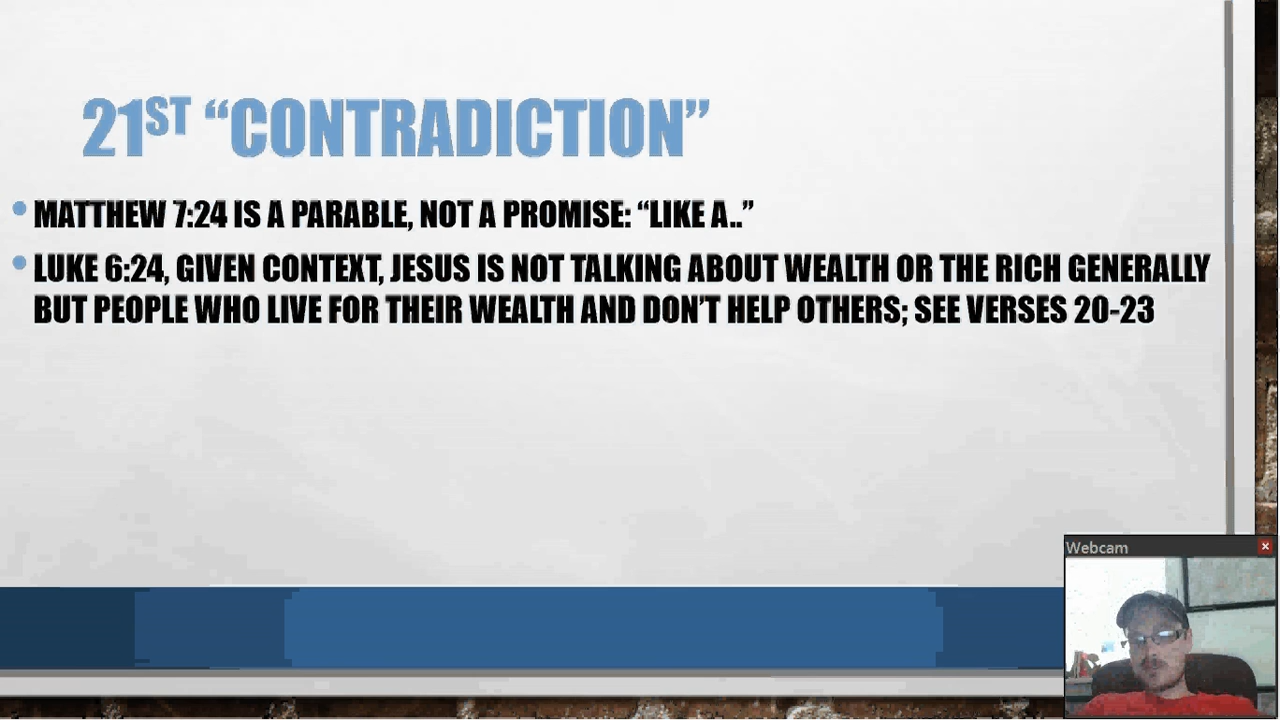 21ST “CONTRADICTION”
MATTHEW 7:24 IS A PARABLE, NOT A PROMISE: “LIKE A..”
LUKE 6:24, GIVEN CONTEXT, JESUS IS NOT TALKING ABOUT WEALTH OR THE RICH GENERALLY
BUT PEOPLE WHO LIVE FOR THEIR WEALTH AND DON’T HELP OTHERS; SEE VERSES 20-23
Webcam